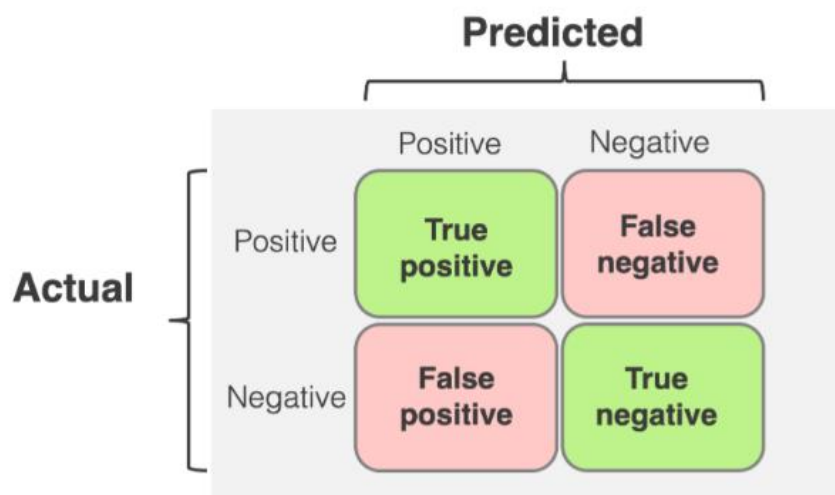 Predicted
Positive Negative
Positive
True
positive
False
negative
Actual
Negative
False
positive
True
negative